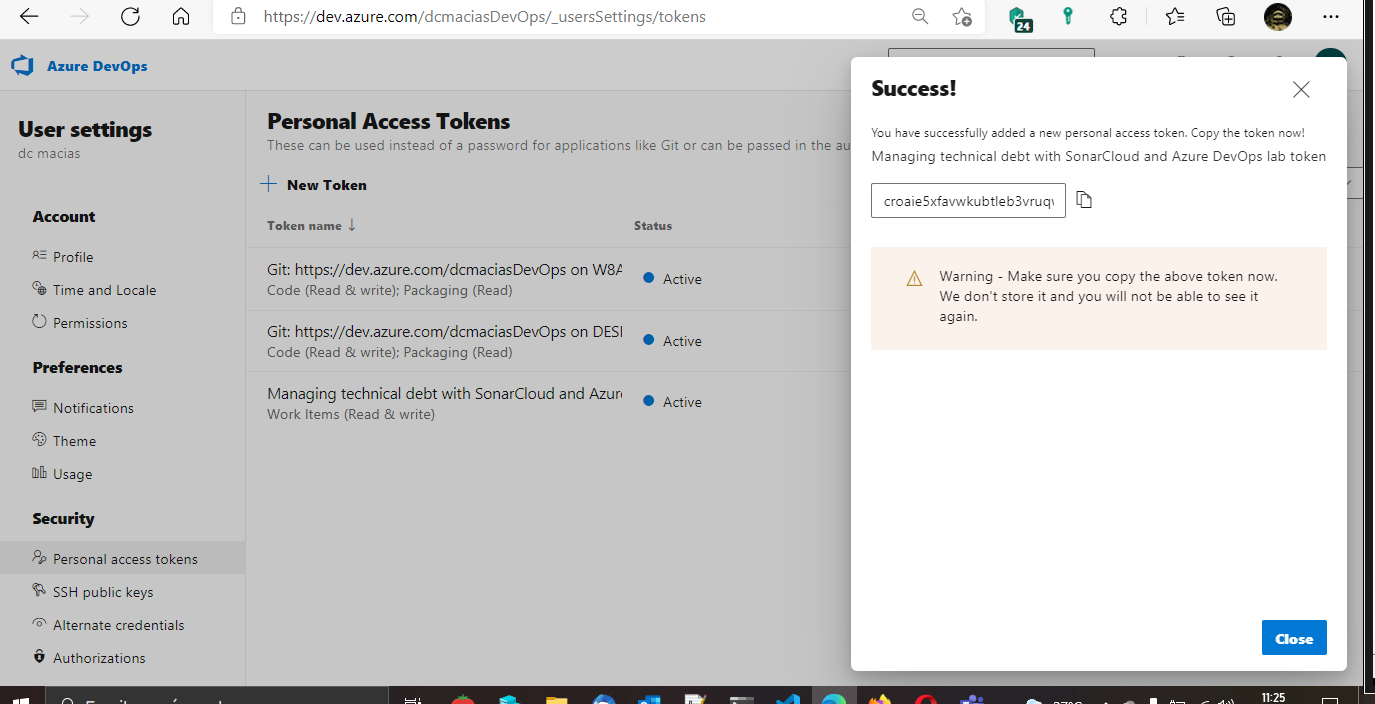 https://dev.azure.com/dcmaciasDevOps/_usersSettings/tokens
24
Azure DevOps
User settings
dc macias
Account
Profile
Time and Locale
Permissions
Preferences
Notifications
Theme
Usage
Security
Personal access tokens
SSH public keys
Alternate credentials
Authorizations
Personal Access Tokens
These can be used instead of a password for applications like Git or can be passed in the au
New Token
Token name ↓
Status
Git: https://dev.azure.com/dcmaciasDevOps on W8A
Code (Read & write); Packaging (Read)
Active
Git: https://dev.azure.com/dcmaciasDevOps on DESI
Code (Read & write); Packaging (Read)
Active
Managing technical debt with SonarCloud and Azure
Work Items (Read & write)
Active
Success!
You have successfully added a new personal access token. Copy the token now!
Managing technical debt with SonarCloud and Azure DevOps lab token
croaie5xfavwkubtleb3vruqv
Warning - Make sure you copy the above token now.
We don't store it and you will not be able to see it
again.
Close
11:25